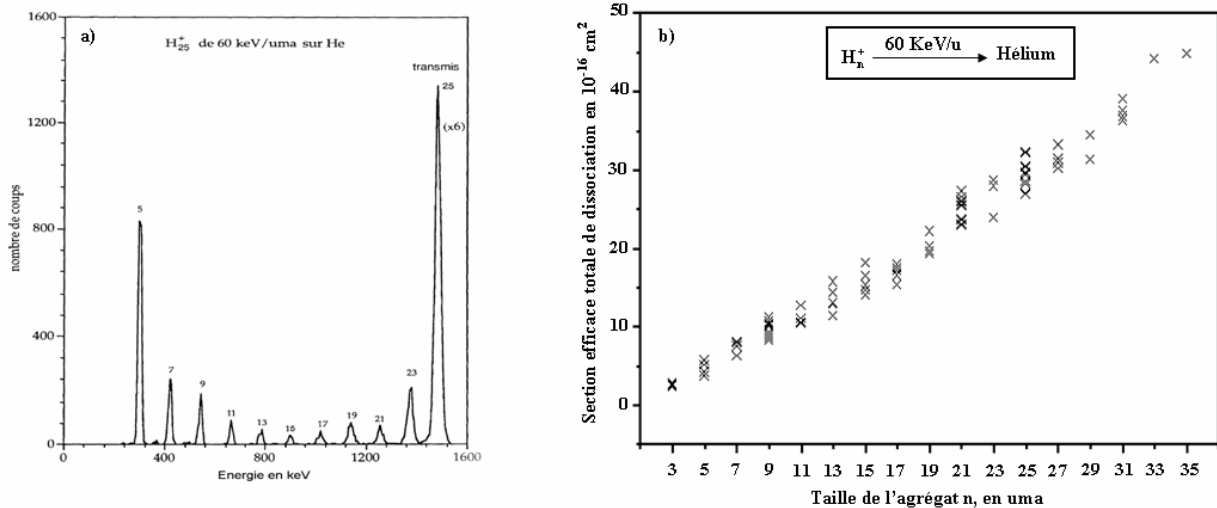 a)
H25+ de 60 keV/uma sur He
transmis
25
(x6)
5
7
9
11
13
15
17
19
21
23
1600
1200
800
400
0
nombre de coups
0
400
800
1200
1600
Energie en keV
b)
60 KeV/u
Hn+ Hélium
50
40
30
20
10
0
Section efficace totale de dissociation en 10-16 cm2
3 5 7 9 11 13 15 17 19 21 23 25 27 29 31 33 35
Taille de l'agrégat n, en uma